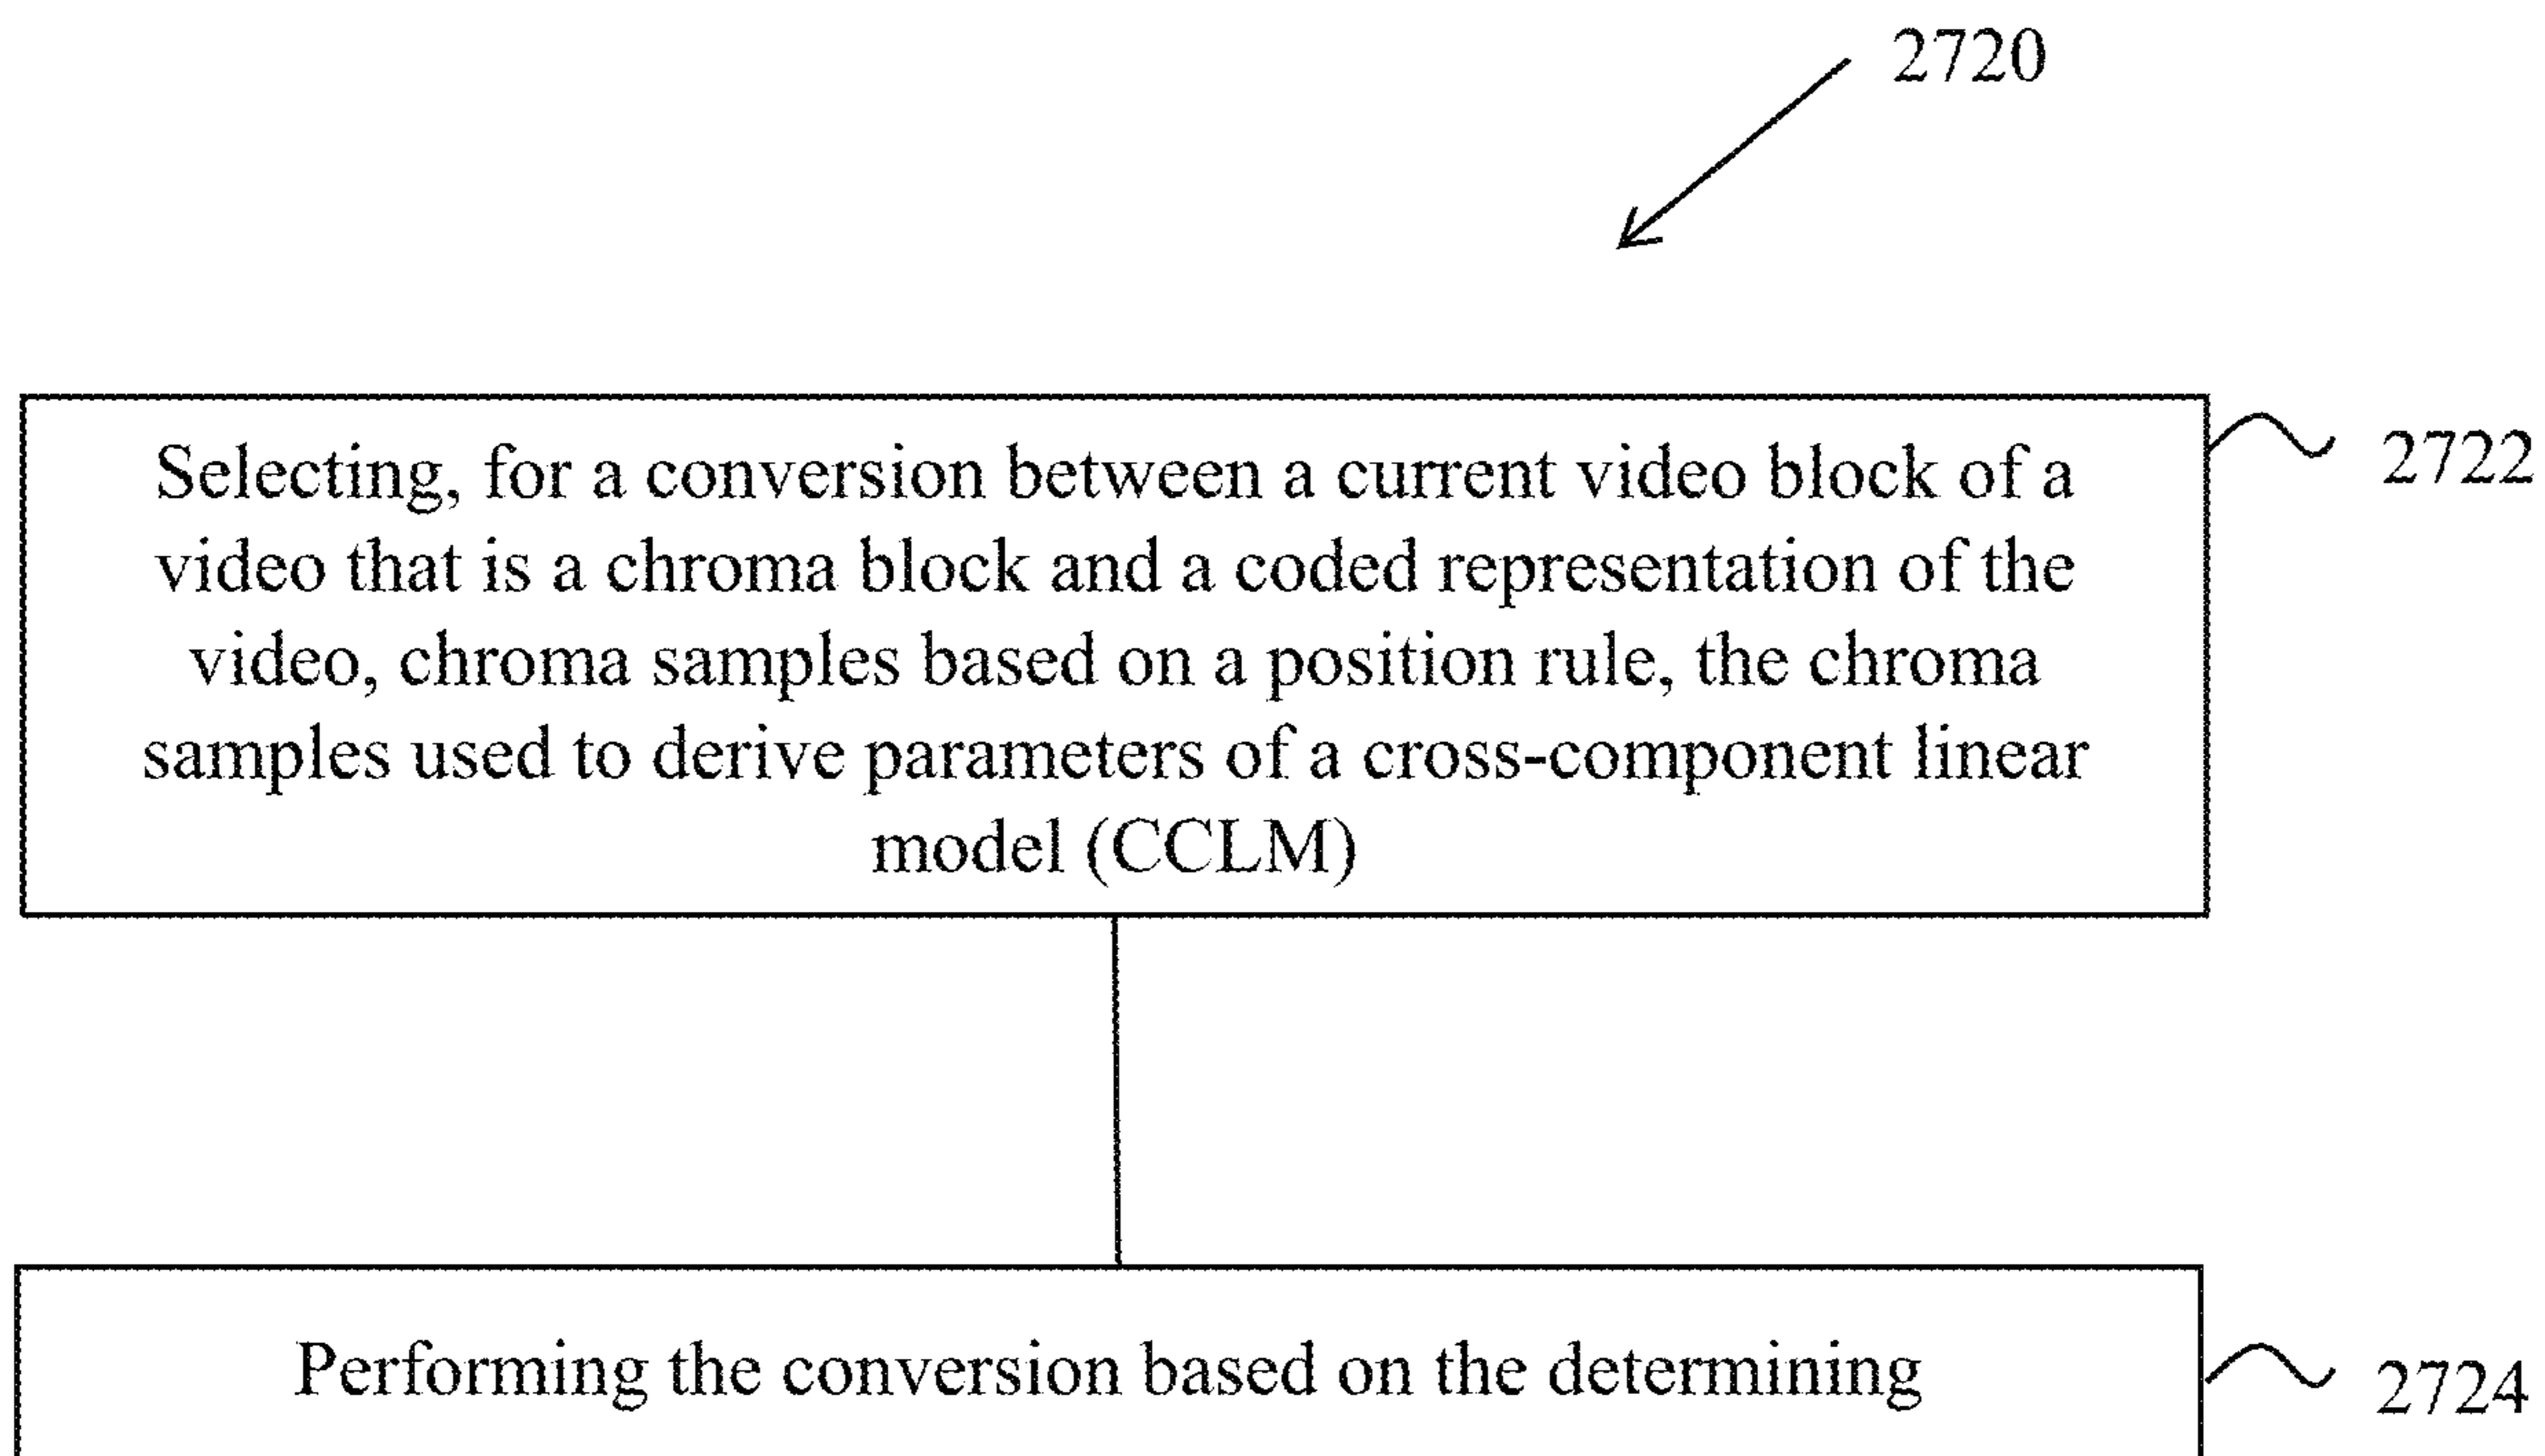 2720
Selecting, for a conversion between a current video block of a
video that is a chroma block and a coded representation of the
video, chroma samples based on a position rule, the chroma
samples used to derive parameters of a cross-component linear
model (CCLM)
2722
Performing the conversion based on the determining
2724